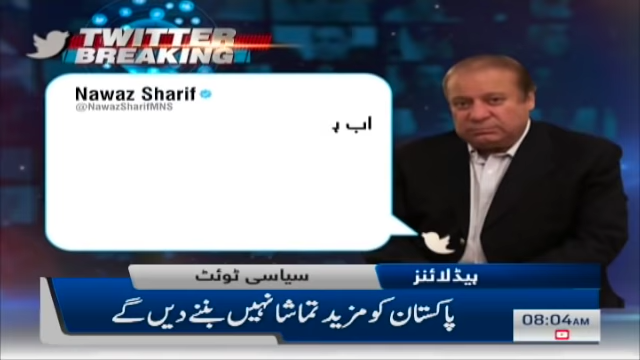 TWITTER
BREAKING
Nawaz Sharif
@NawazSharifMNS
اب ہ
سیاسی ٹوئٹ
ہیڈلائنز
پاکستان کو مزید تماشا نہیں بننے دیں گے
08:04AM